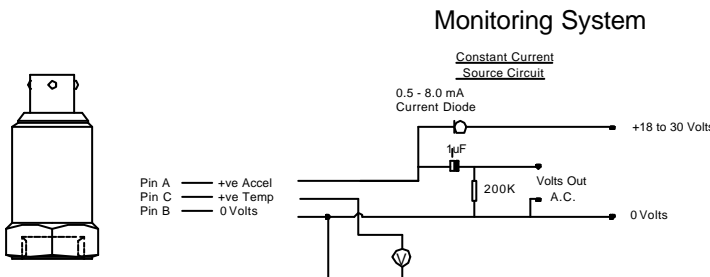 Monitoring System
Constant Current
Source Circuit
0.5 - 8.0 mA
Current Diode
+18 to 30 Volts
1uF
Pin A +ve Accel
Pin C +ve Temp
Pin B 0 Volts
200K
Volts Out
A.C.
0 Volts
V